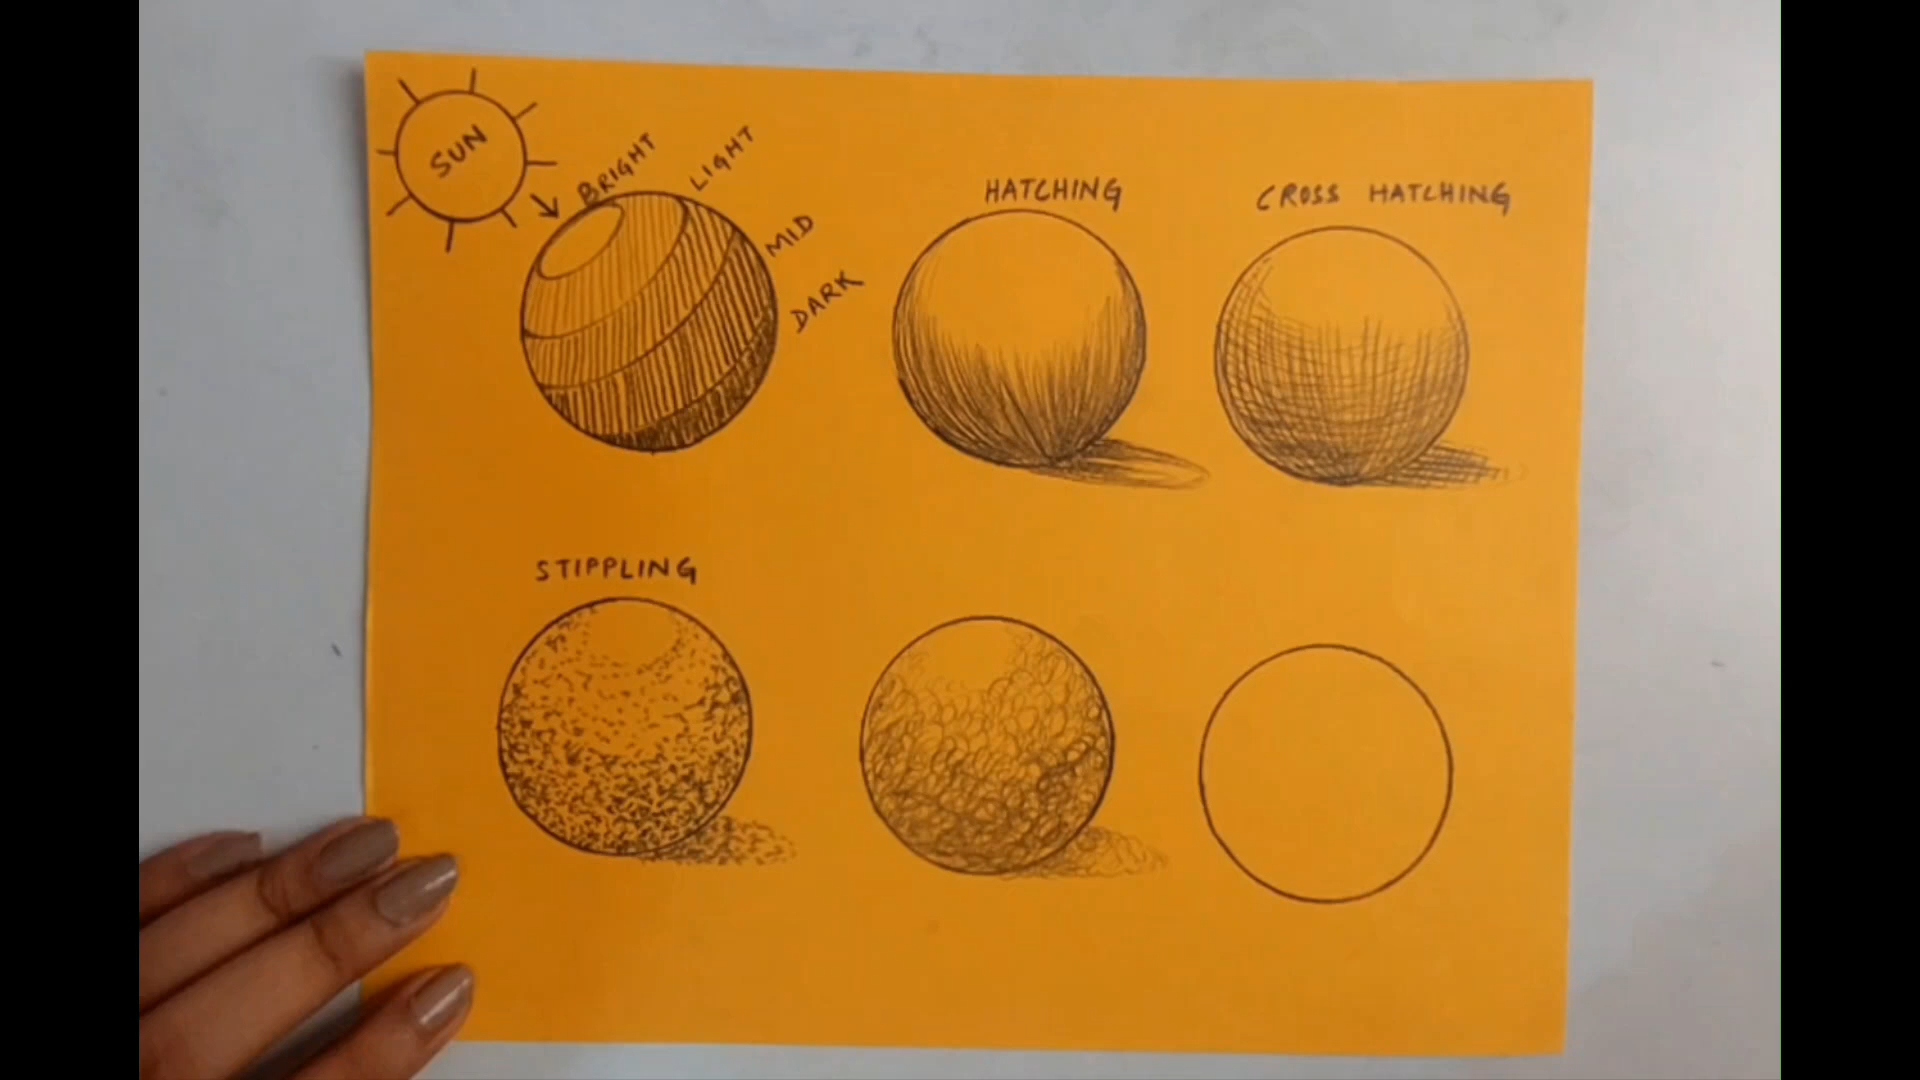 SUN
BRIGHT
LIGHT
MID
DARK
HATCHING
CROSS HATCHING
STIPPLING